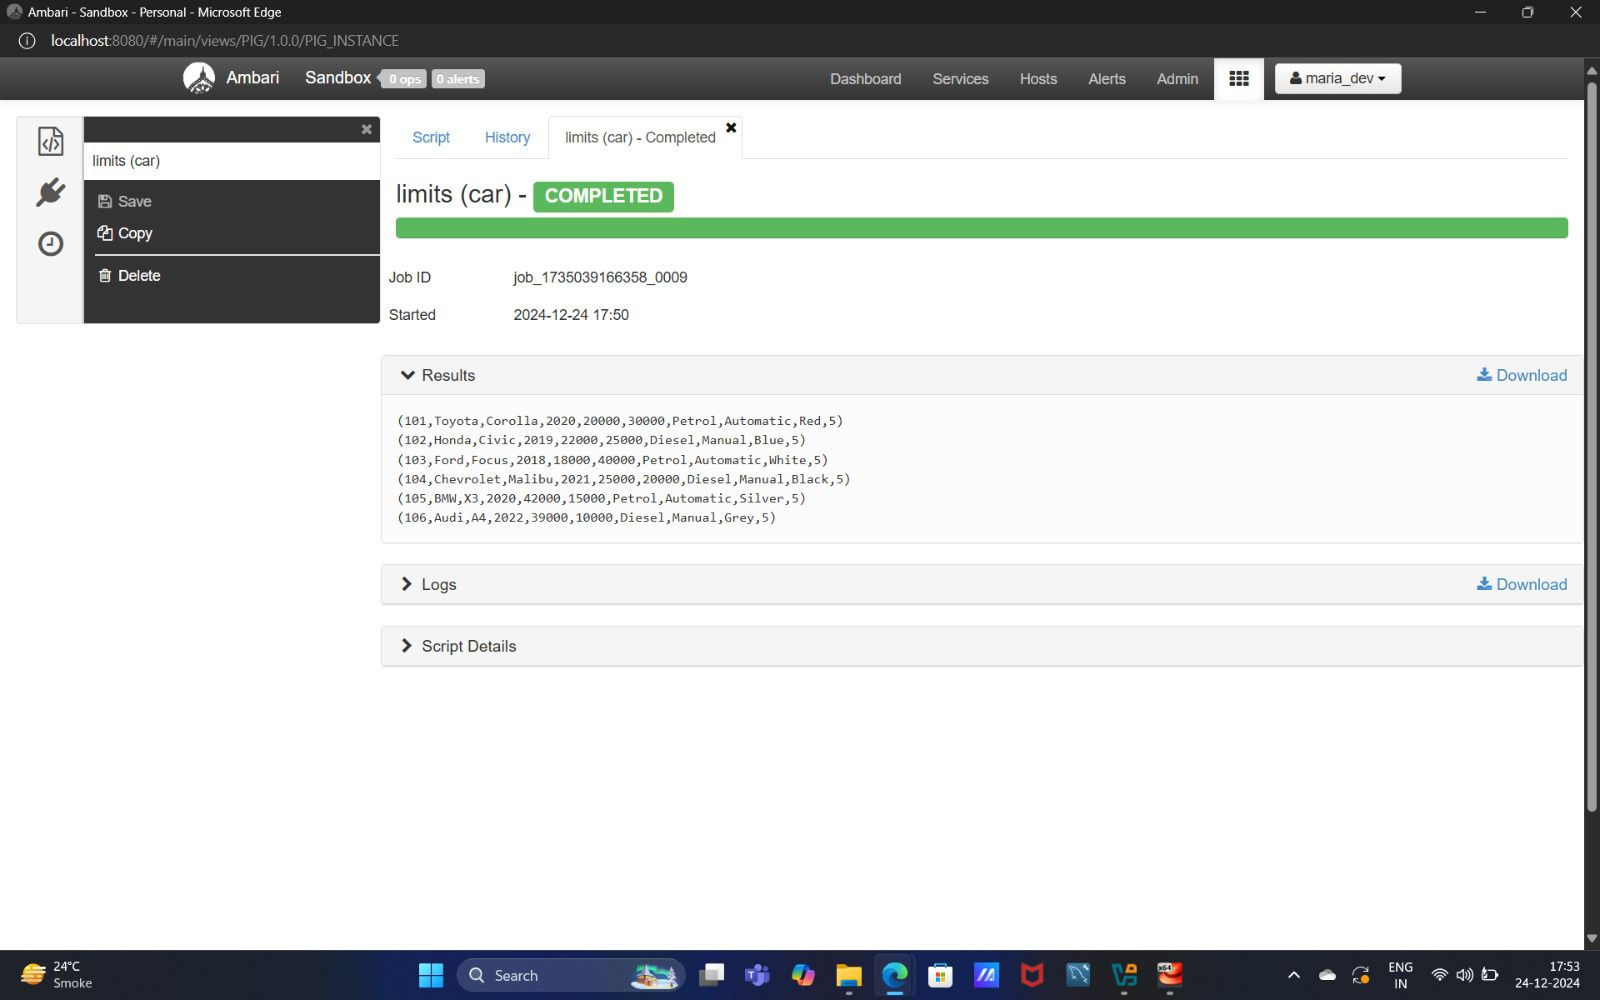 Ambari - Sandbox - Personal - Microsoft Edge
localhost:8080/#/main/views/PIG/1.0.0/PIG_INSTANCE
Ambari Sandbox 0 ops 0 alerts Dashboard Services Hosts Alerts Admin maria_dev
limits (car)
Save
Copy
Delete
Script History limits (car) - Completed
limits (car) - COMPLETED
Job ID job_1735039166358_0009
Started 2024-12-24 17:50
Results Download
(101,Toyota,Corolla,2020,20000,30000,Petrol,Automatic,Red,5)
(102,Honda,Civic,2019,22000,25000,Diesel,Manual,Blue,5)
(103,Ford,Focus,2018,18000,40000,Petrol,Automatic,White,5)
(104,Chevrolet,Malibu,2021,25000,20000,Diesel,Manual,Black,5)
(105,BMW,X3,2020,42000,15000,Petrol,Automatic,Silver,5)
(106,Audi,A4,2022,39000,10000,Diesel,Manual,Grey,5)
Logs Download
Script Details
24°C
Smoke
Search
ENG
IN
17:53
24-12-2024